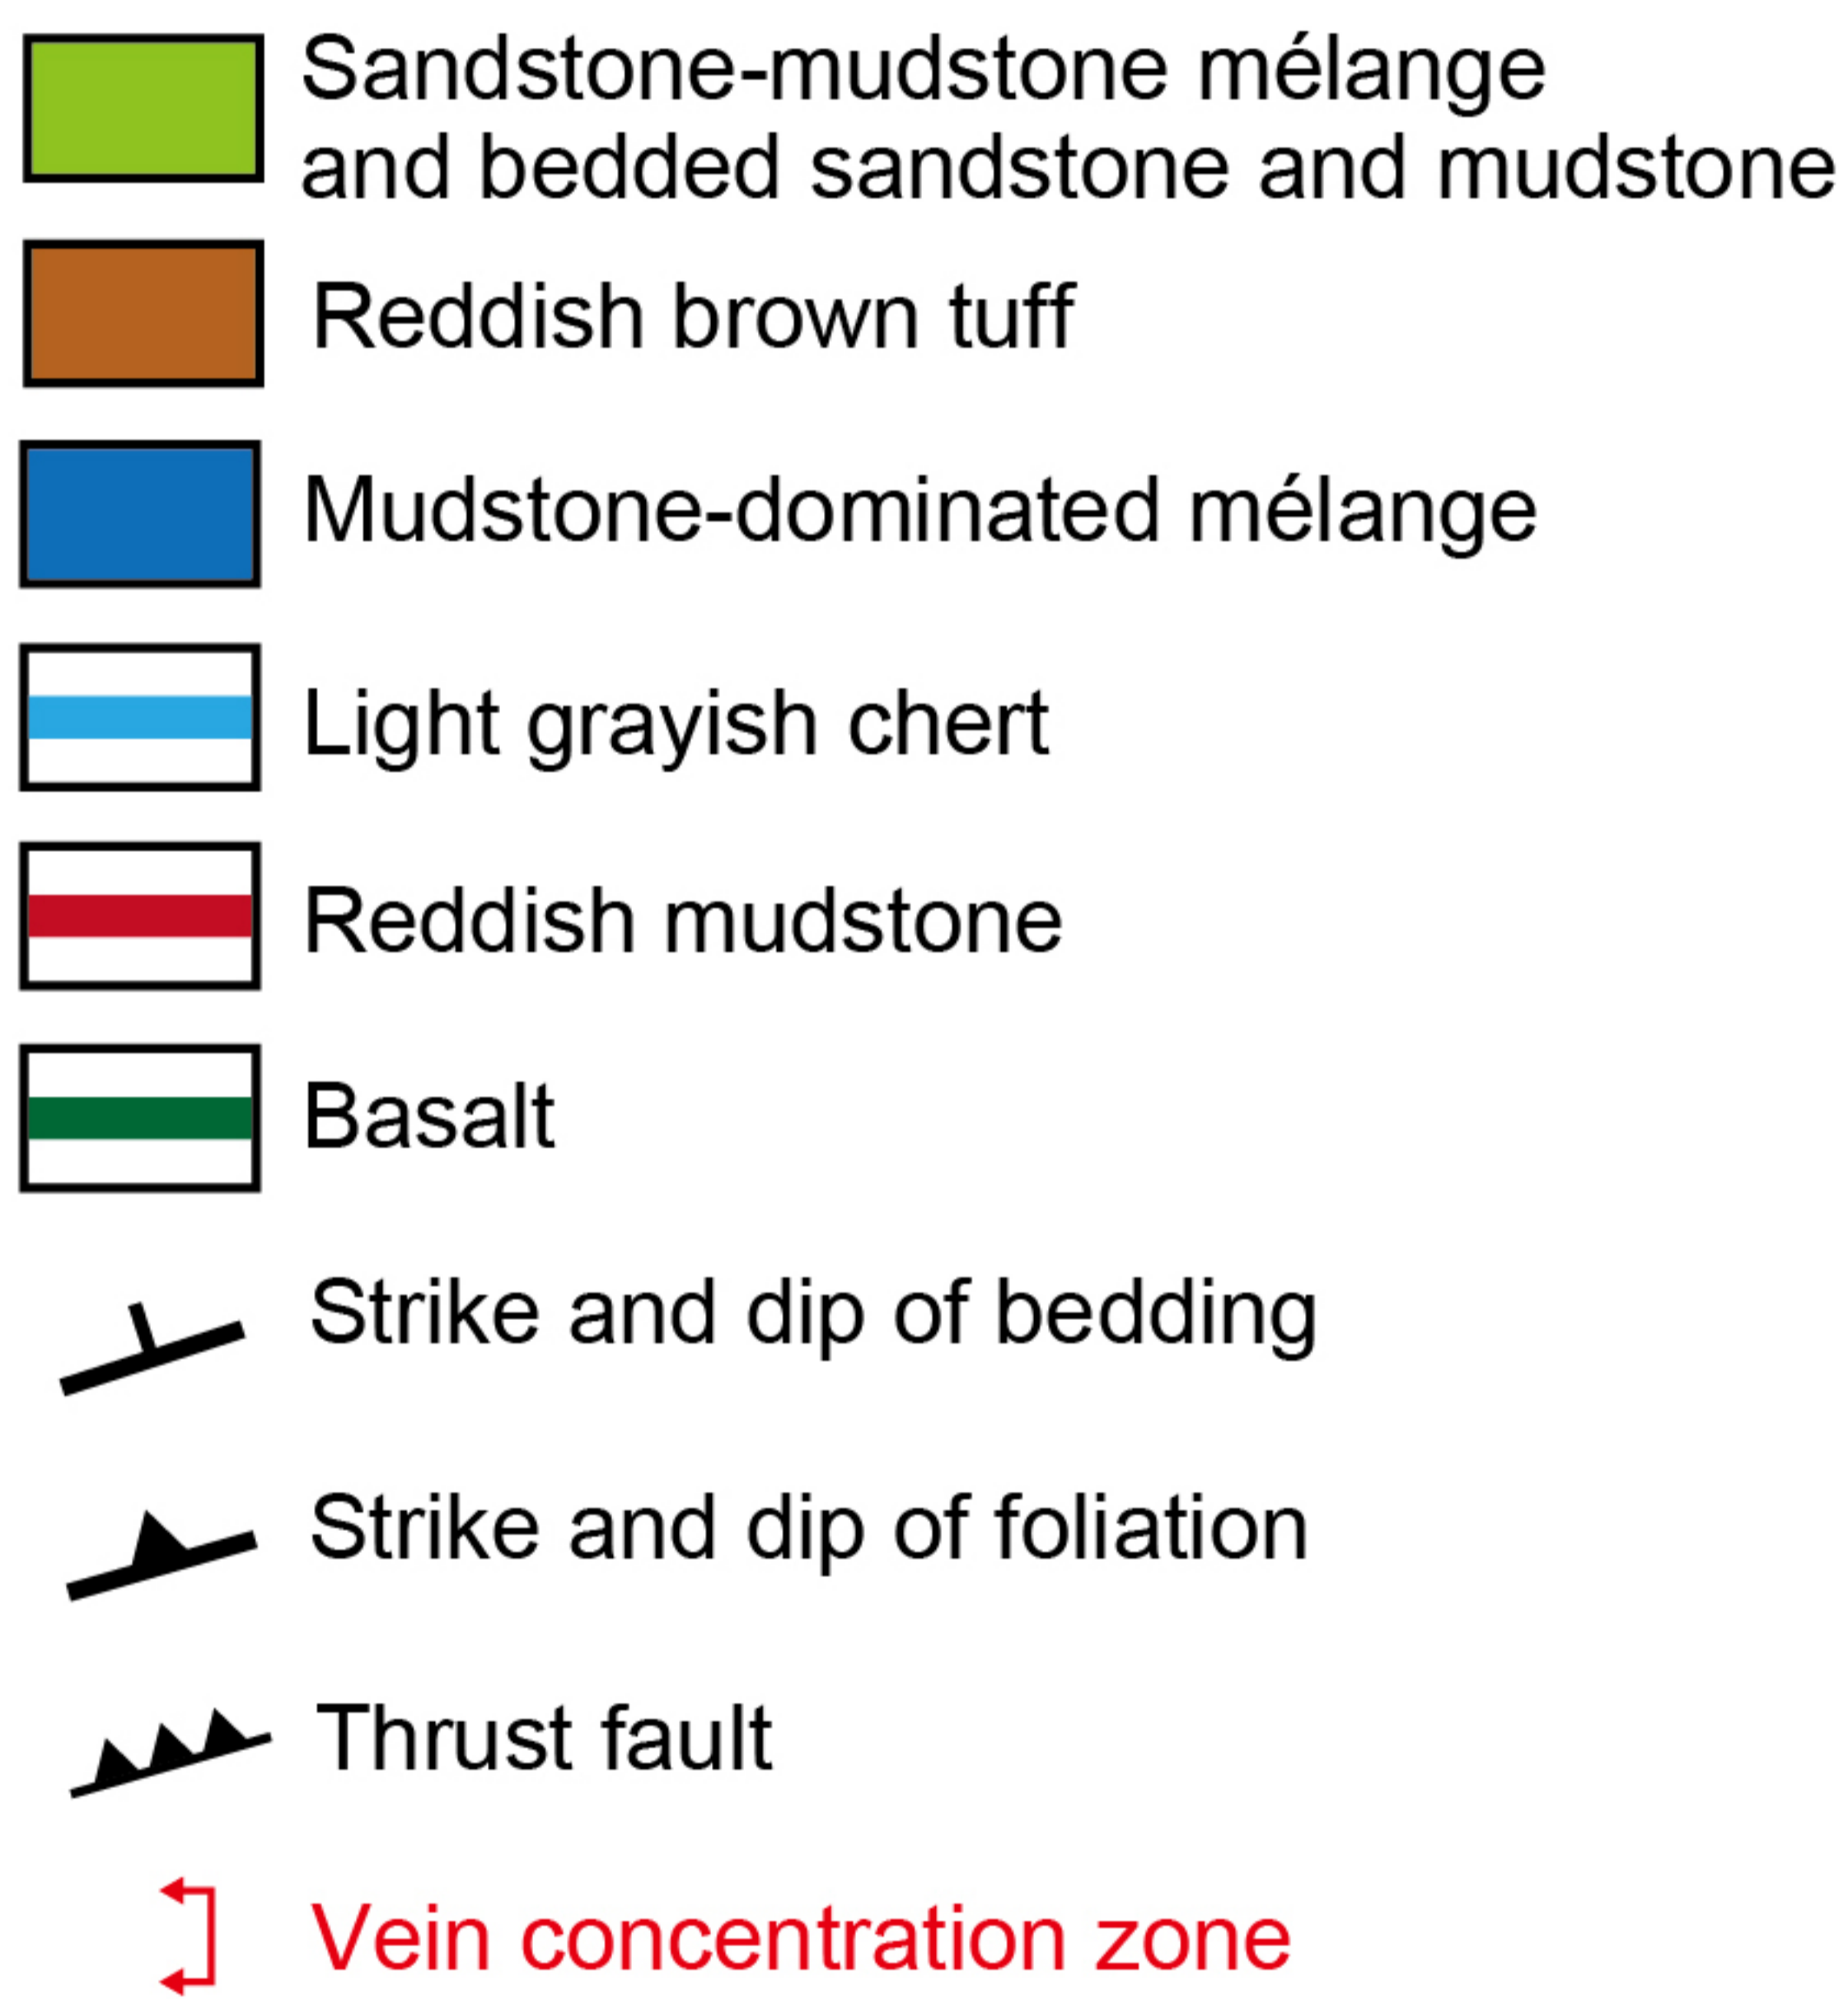 Sandstone-mudstone mélange
and bedded sandstone and mudstone
Reddish brown tuff
Mudstone-dominated mélange
Light grayish chert
Reddish mudstone
Basalt
Strike and dip of bedding
Strike and dip of foliation
Thrust fault
Vein concentration zone